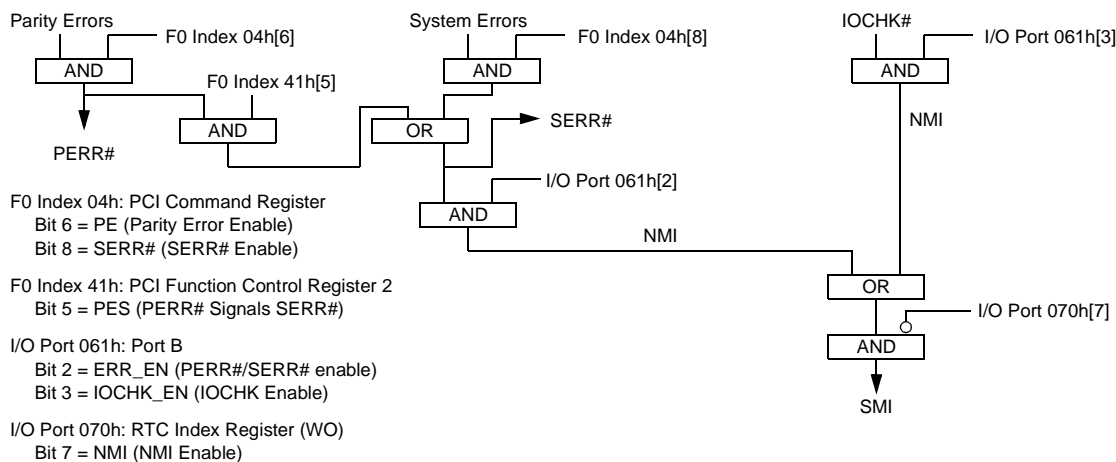 Parity Errors
System Errors
IOCHK#
F0 Index 04h[6]
F0 Index 04h[8]
I/O Port 061h[3]
AND
AND
AND
F0 Index 41h[5]
AND
OR
SERR#
NMI
PERR#
I/O Port 061h[2]
AND
NMI
F0 Index 04h: PCI Command Register
Bit 6 = PE (Parity Error Enable)
Bit 8 = SERR# (SERR# Enable)
F0 Index 41h: PCI Function Control Register 2
Bit 5 = PES (PERR# Signals SERR#)
OR
I/O Port 070h[7]
AND
SMI
I/O Port 061h: Port B
Bit 2 = ERR_EN (PERR#/SERR# enable)
Bit 3 = IOCHK_EN (IOCHK Enable)
I/O Port 070h: RTC Index Register (WO)
Bit 7 = NMI (NMI Enable)